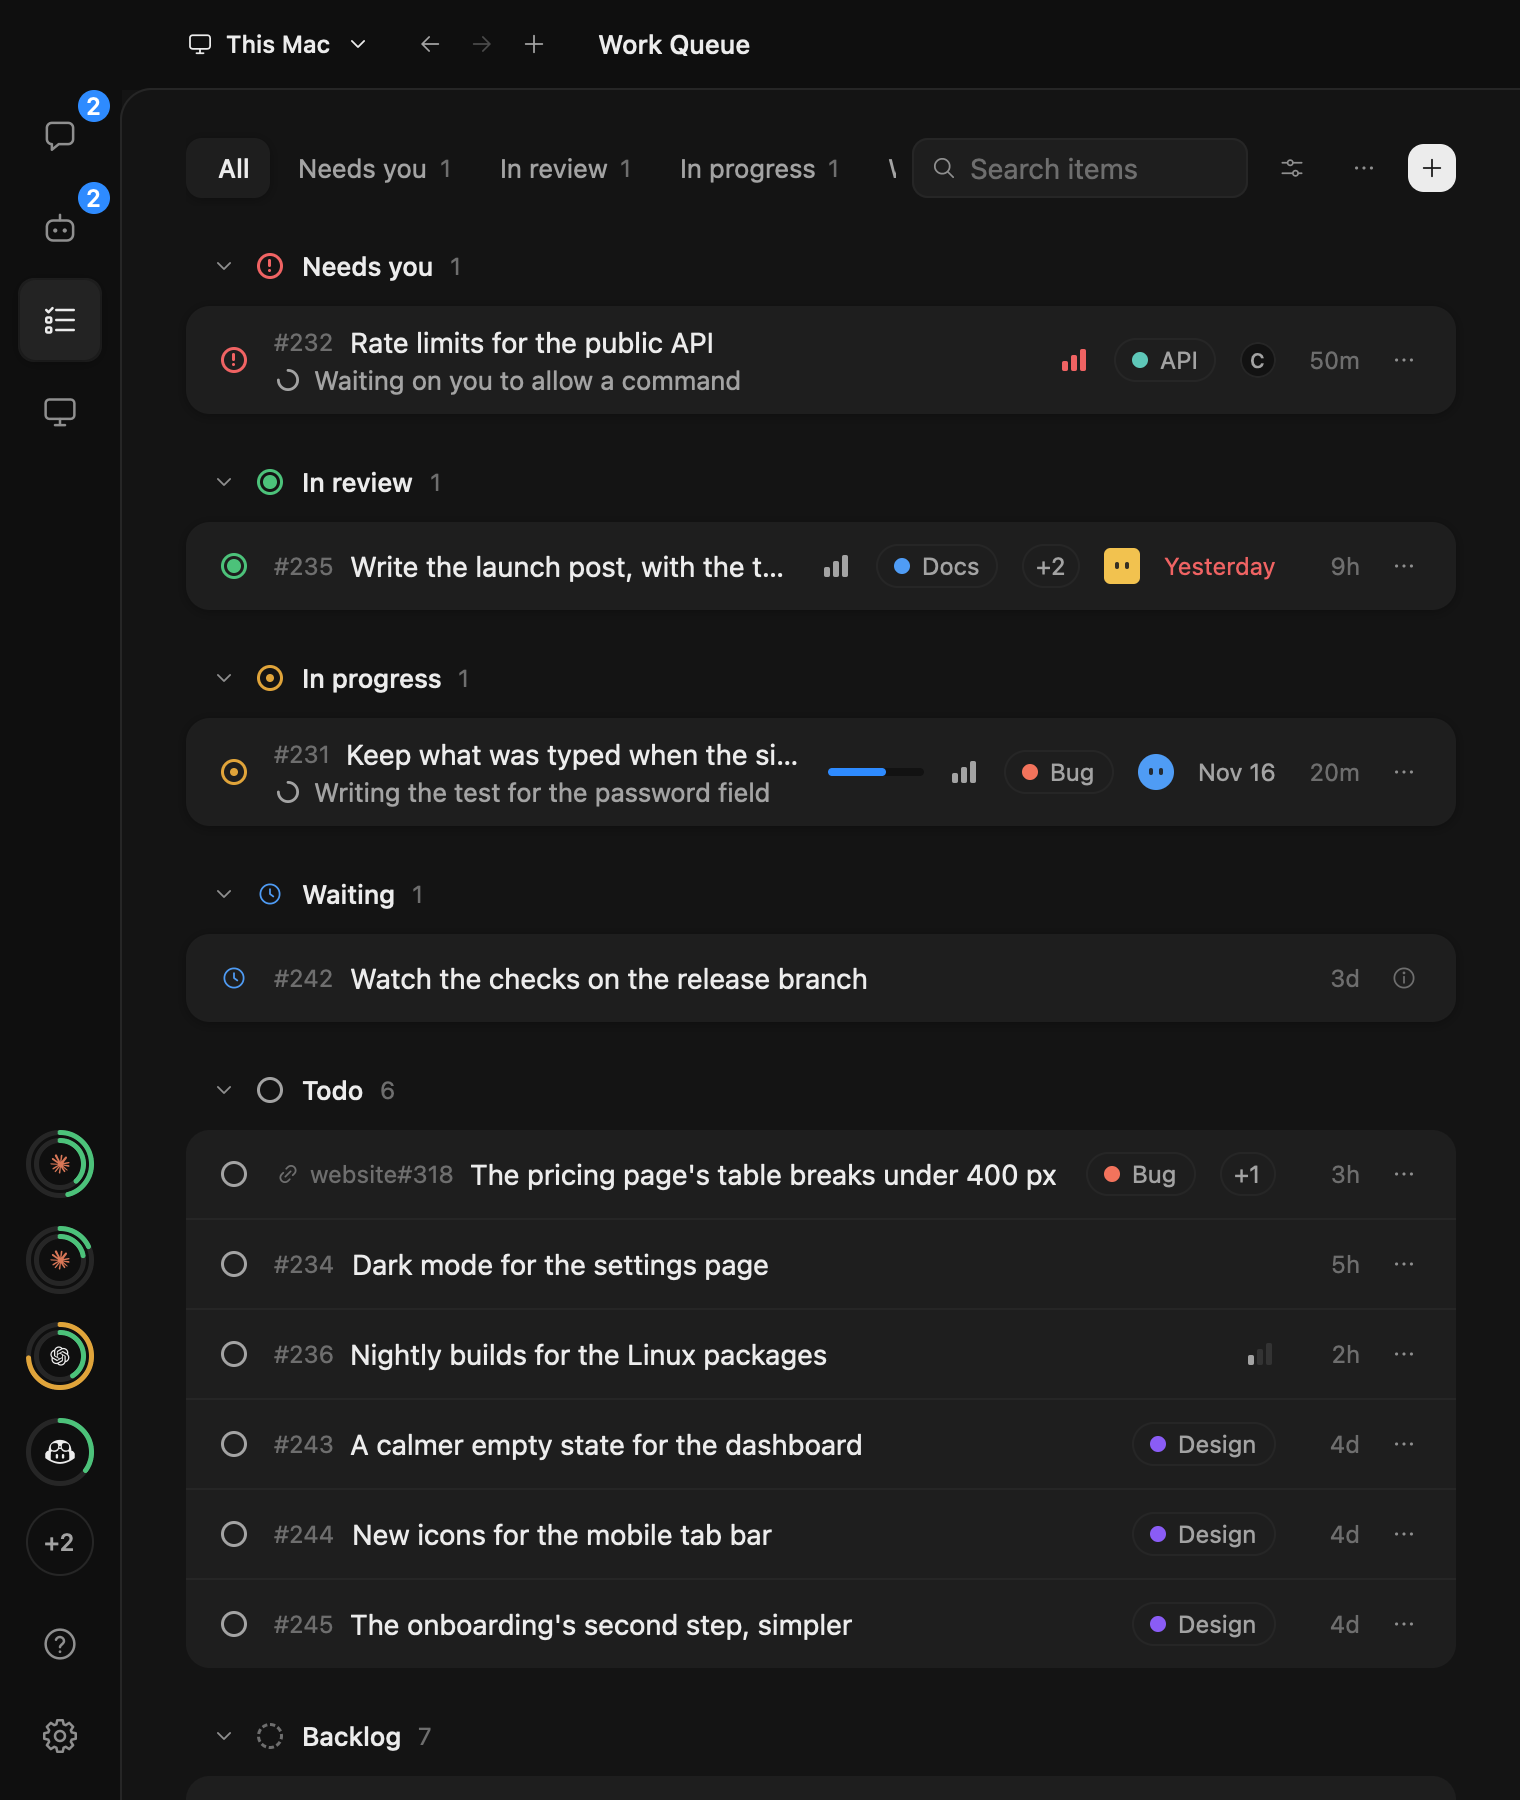 This Mac
Work Queue
2
2
All
Needs you 1
In review 1
In progress 1
Search items
Needs you 1
#232 Rate limits for the public API
Waiting on you to allow a command
API
C
50m
In review 1
#235 Write the launch post, with the t...
Docs
+2
Yesterday
9h
In progress 1
#231 Keep what was typed when the si...
Writing the test for the password field
Bug
Nov 16
20m
Waiting 1
#242 Watch the checks on the release branch
3d
Todo 6
website#318 The pricing page's table breaks under 400 px
Bug
+1
3h
#234 Dark mode for the settings page
5h
#236 Nightly builds for the Linux packages
2h
#243 A calmer empty state for the dashboard
Design
4d
#244 New icons for the mobile tab bar
Design
4d
#245 The onboarding's second step, simpler
Design
4d
+2
Backlog 7